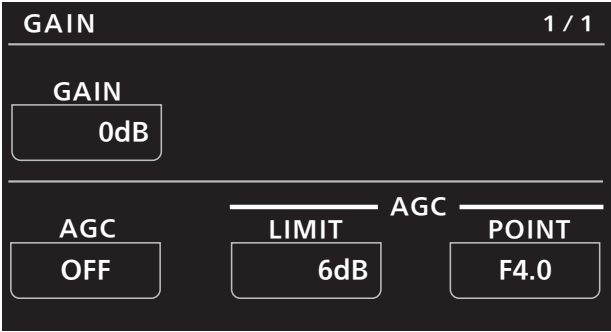 GAIN 1 / 1
GAIN
0dB
AGC
AGC LIMIT POINT
OFF 6dB F4.0